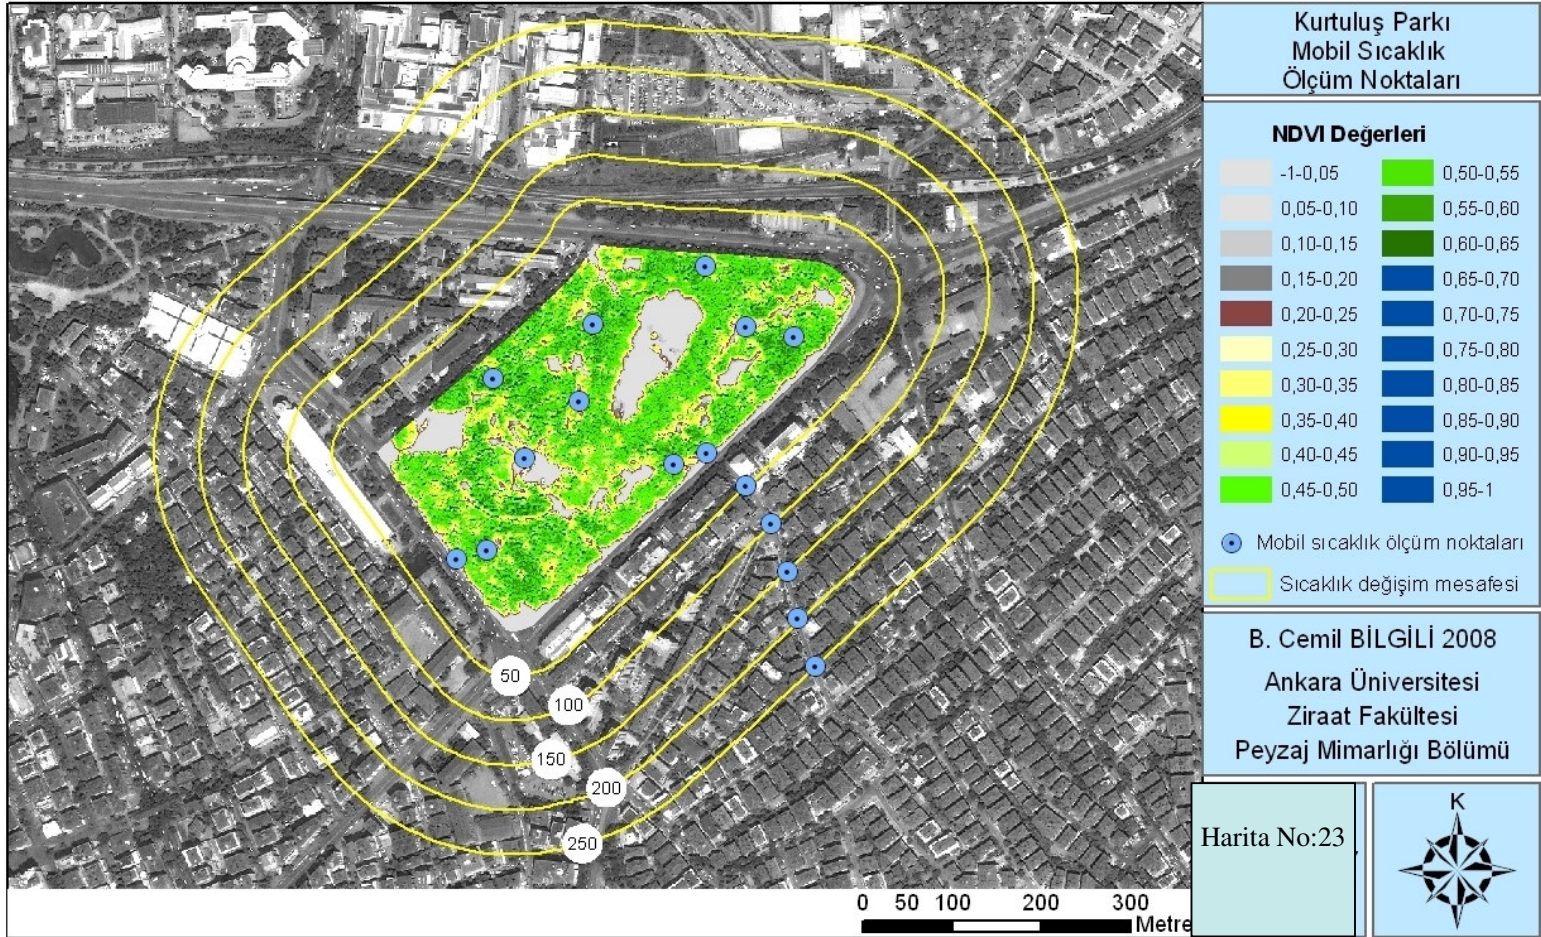 Kurtuluş Parkı
Mobil Sıcaklık
Ölçüm Noktaları
NDVI Değerleri
-1-0,05
0,05-0,10
0,10-0,15
0,15-0,20
0,20-0,25
0,25-0,30
0,30-0,35
0,35-0,40
0,40-0,45
0,45-0,50
0,50-0,55
0,55-0,60
0,60-0,65
0,65-0,70
0,70-0,75
0,75-0,80
0,80-0,85
0,85-0,90
0,90-0,95
0,95-1
Mobil sıcaklık ölçüm noktaları
Sıcaklık değişim mesafesi
B. Cemil BİLGİLİ 2008
Ankara Üniversitesi
Ziraat Fakültesi
Peyzaj Mimarlığı Bölümü
Harita No:23
K
50
100
150
200
250
0 50 100 200 300
Metre